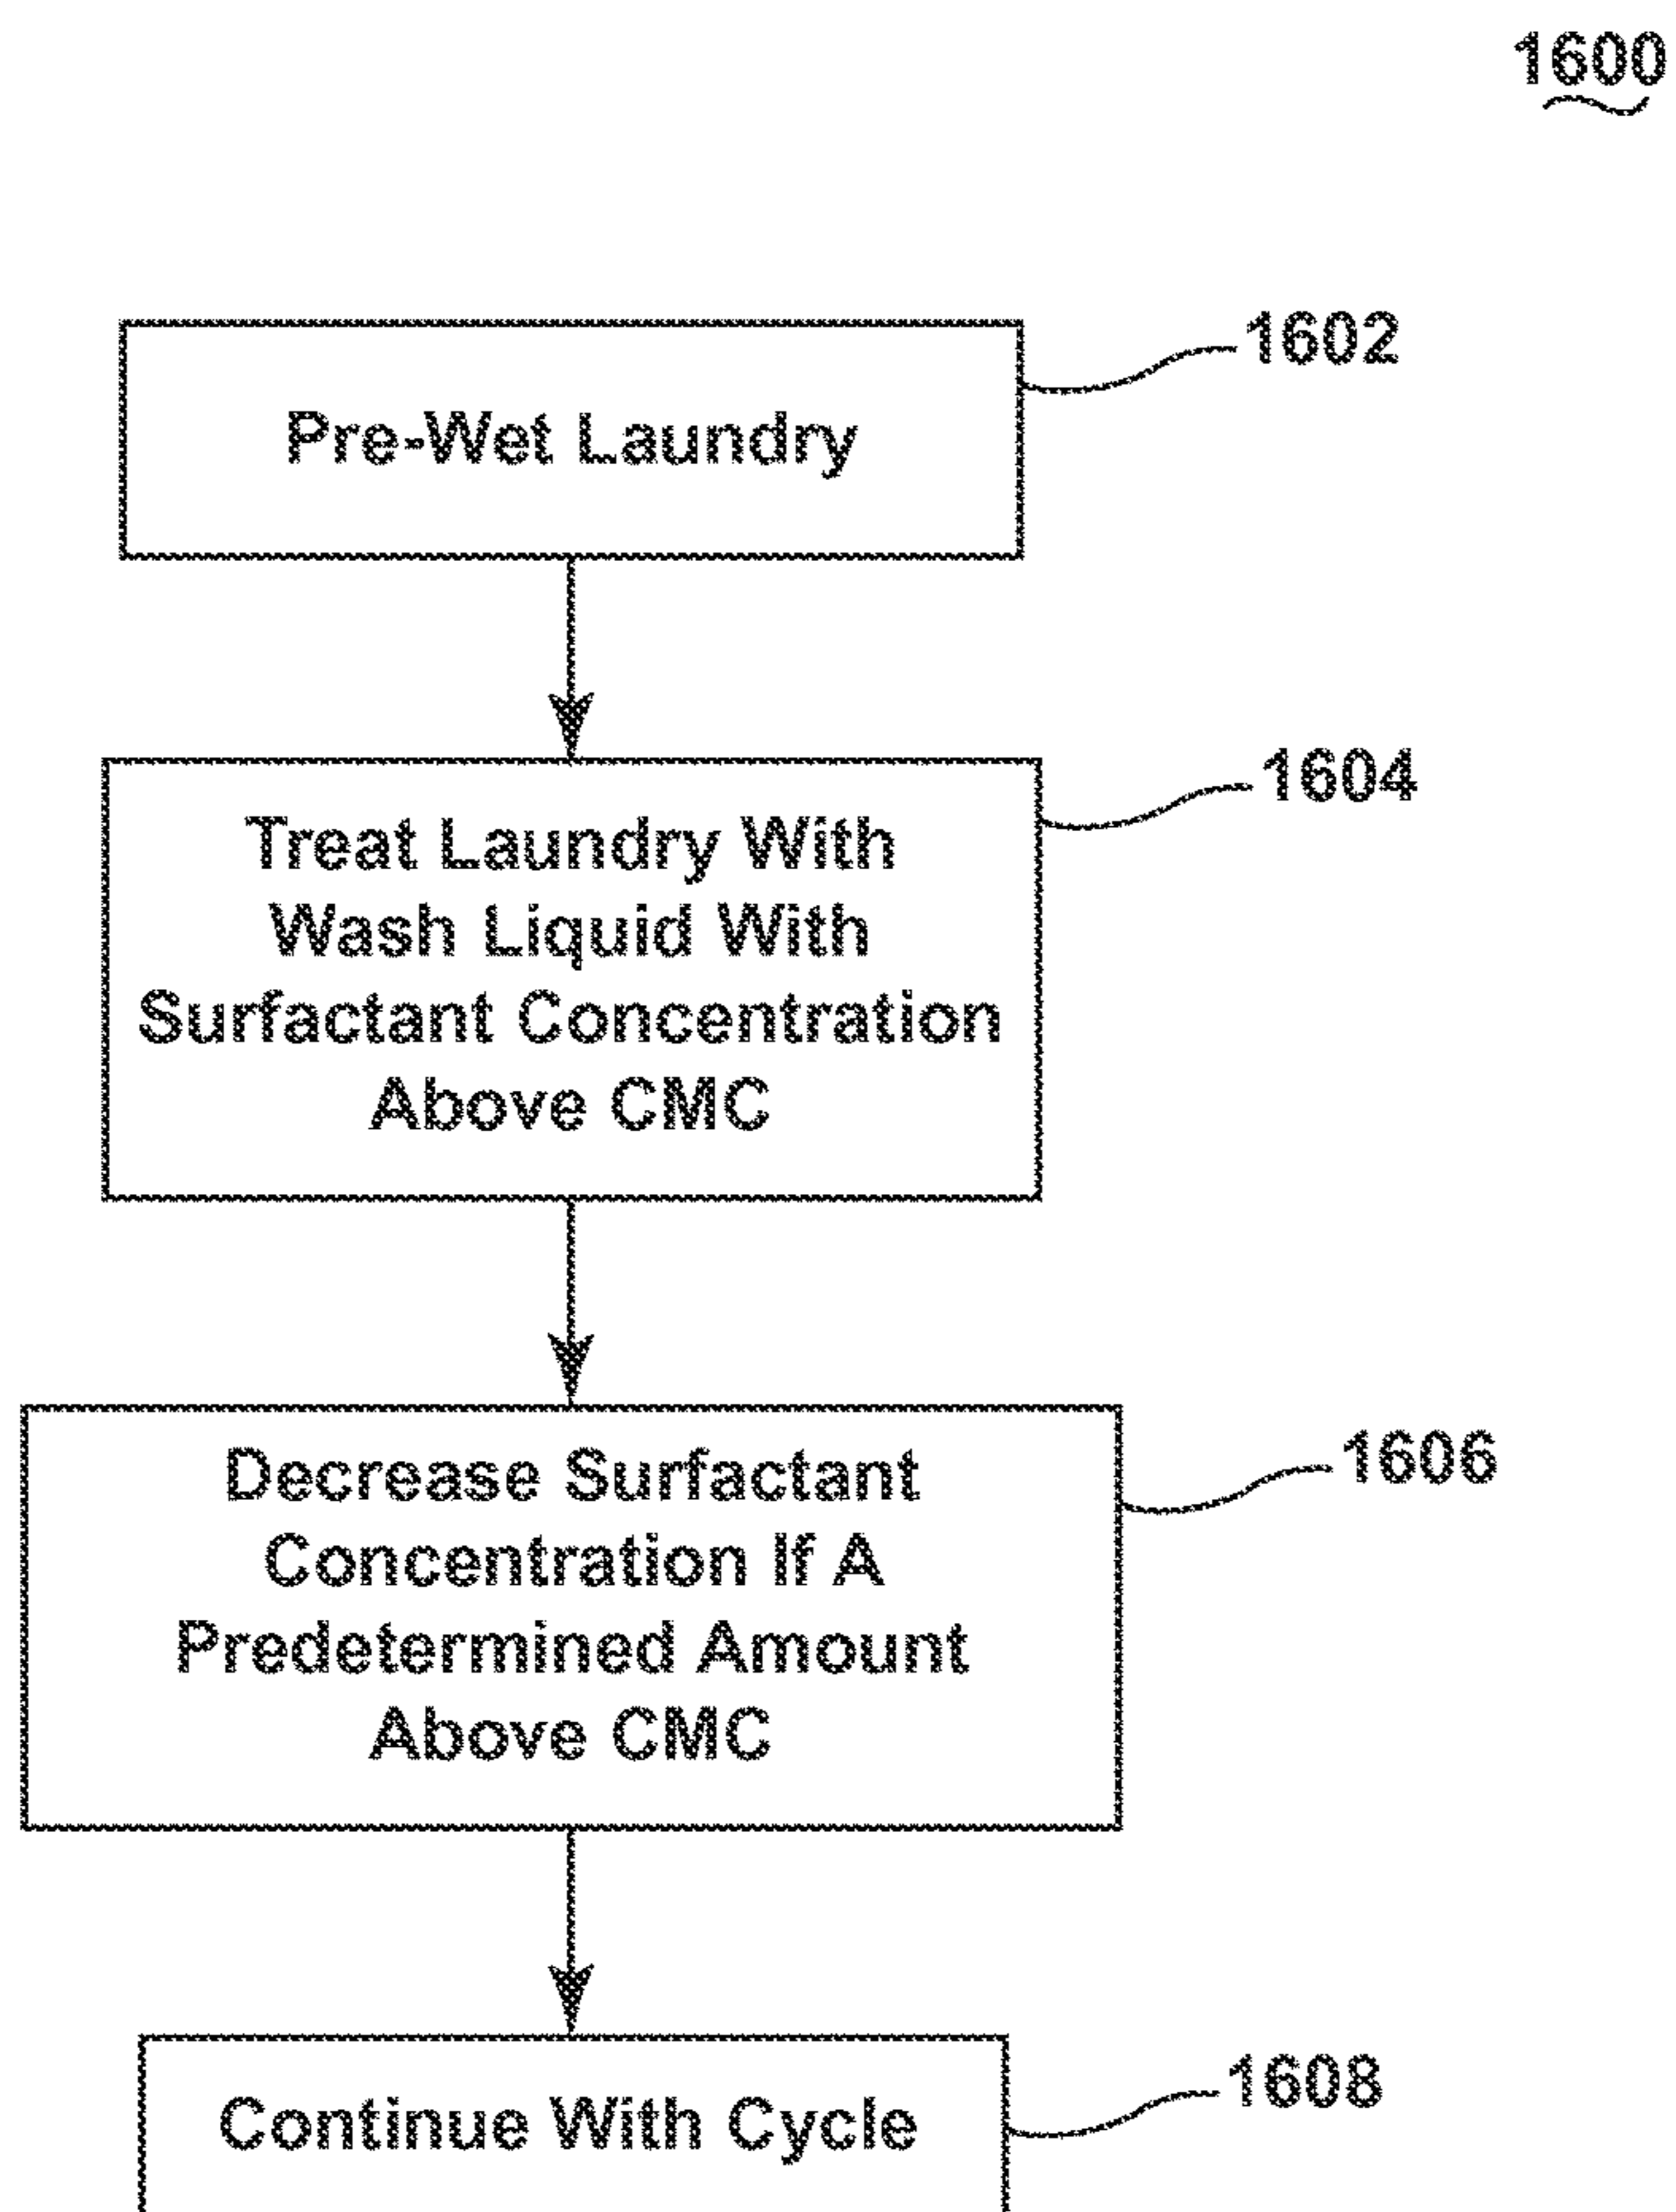 1600
Pre-Wet Laundry
1602
Treat Laundry With
Wash Liquid With
Surfactant Concentration
Above CMC
1604
Decrease Surfactant
Concentration If A
Predetermined Amount
Above CMC
1606
Continue With Cycle
1608